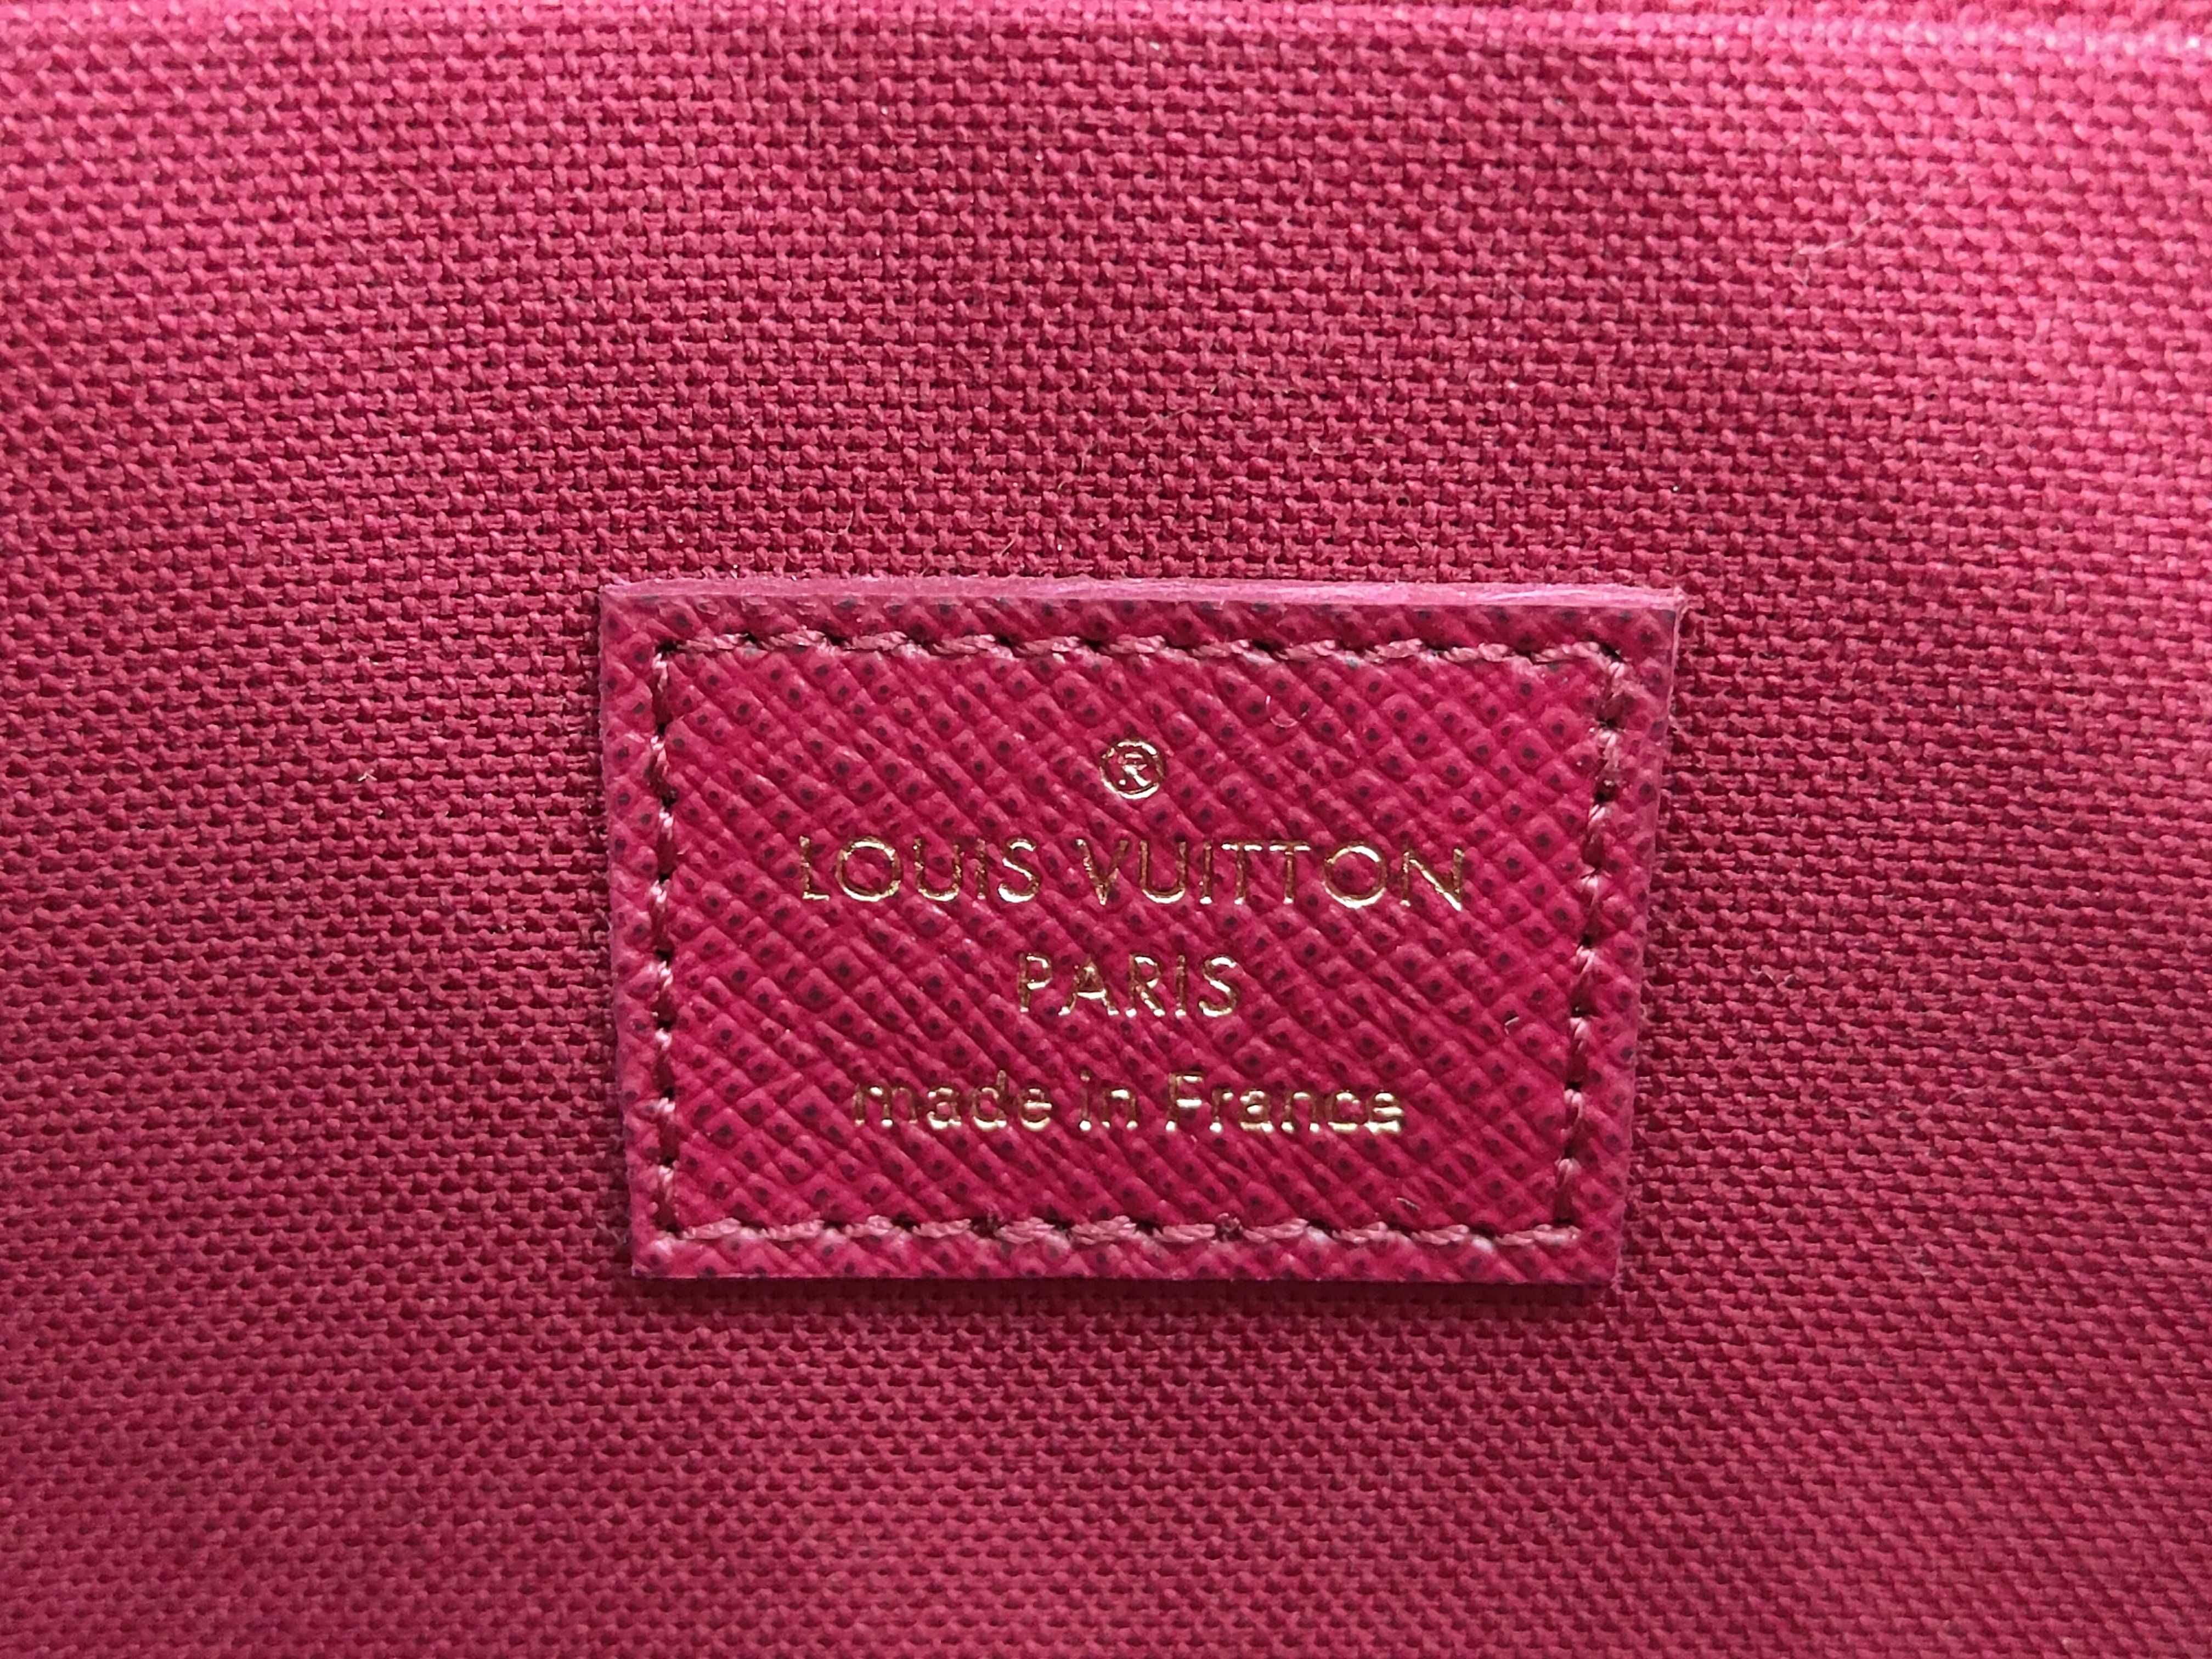 ®
LOUIS VUITTON
PARIS
made in France